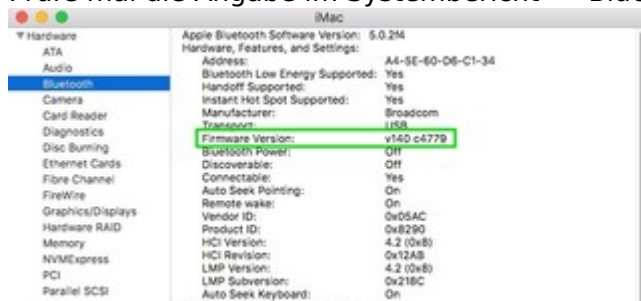 iMac
Hardware
ATA
Audio
Bluetooth
Camera
Card Reader
Diagnostics
Disc Burning
Ethernet Cards
Fibre Channel
FireWire
Graphics/Displays
Hardware RAID
Memory
NVMExpress
PCI
Parallel SCSI
Apple Bluetooth Software Version: 5.0.2f4
Hardware, Features, and Settings:
Address: A4-5E-60-D6-C1-34
Bluetooth Low Energy Supported: Yes
Handoff Supported: Yes
Instant Hot Spot Supported: Yes
Manufacturer: Broadcom
Transport: USB
Firmware Version: v140 c4779
Bluetooth Power: Off
Discoverable: Off
Connectable: Yes
Auto Seek Pointing: On
Remote wake: On
Vendor ID: 0x05AC
Product ID: 0x8290
HCI Version: 4.2 (0x8)
HCI Revision: 0x12AB
LMP Version: 4.2 (0x8)
LMP Subversion: 0x218C
Auto Seek Keyboard: On